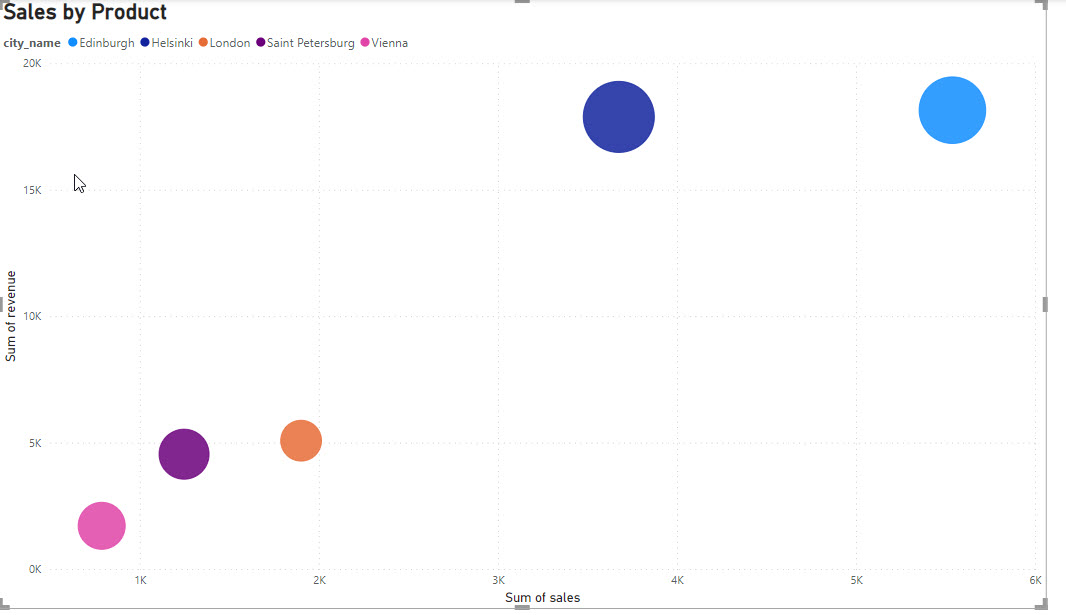 Sales by Product
city_name Edinburgh Helsinki London Saint Petersburg Vienna
20K
15K
10K
5K
0K
Sum of revenue
1K 2K 3K 4K 5K 6K
Sum of sales